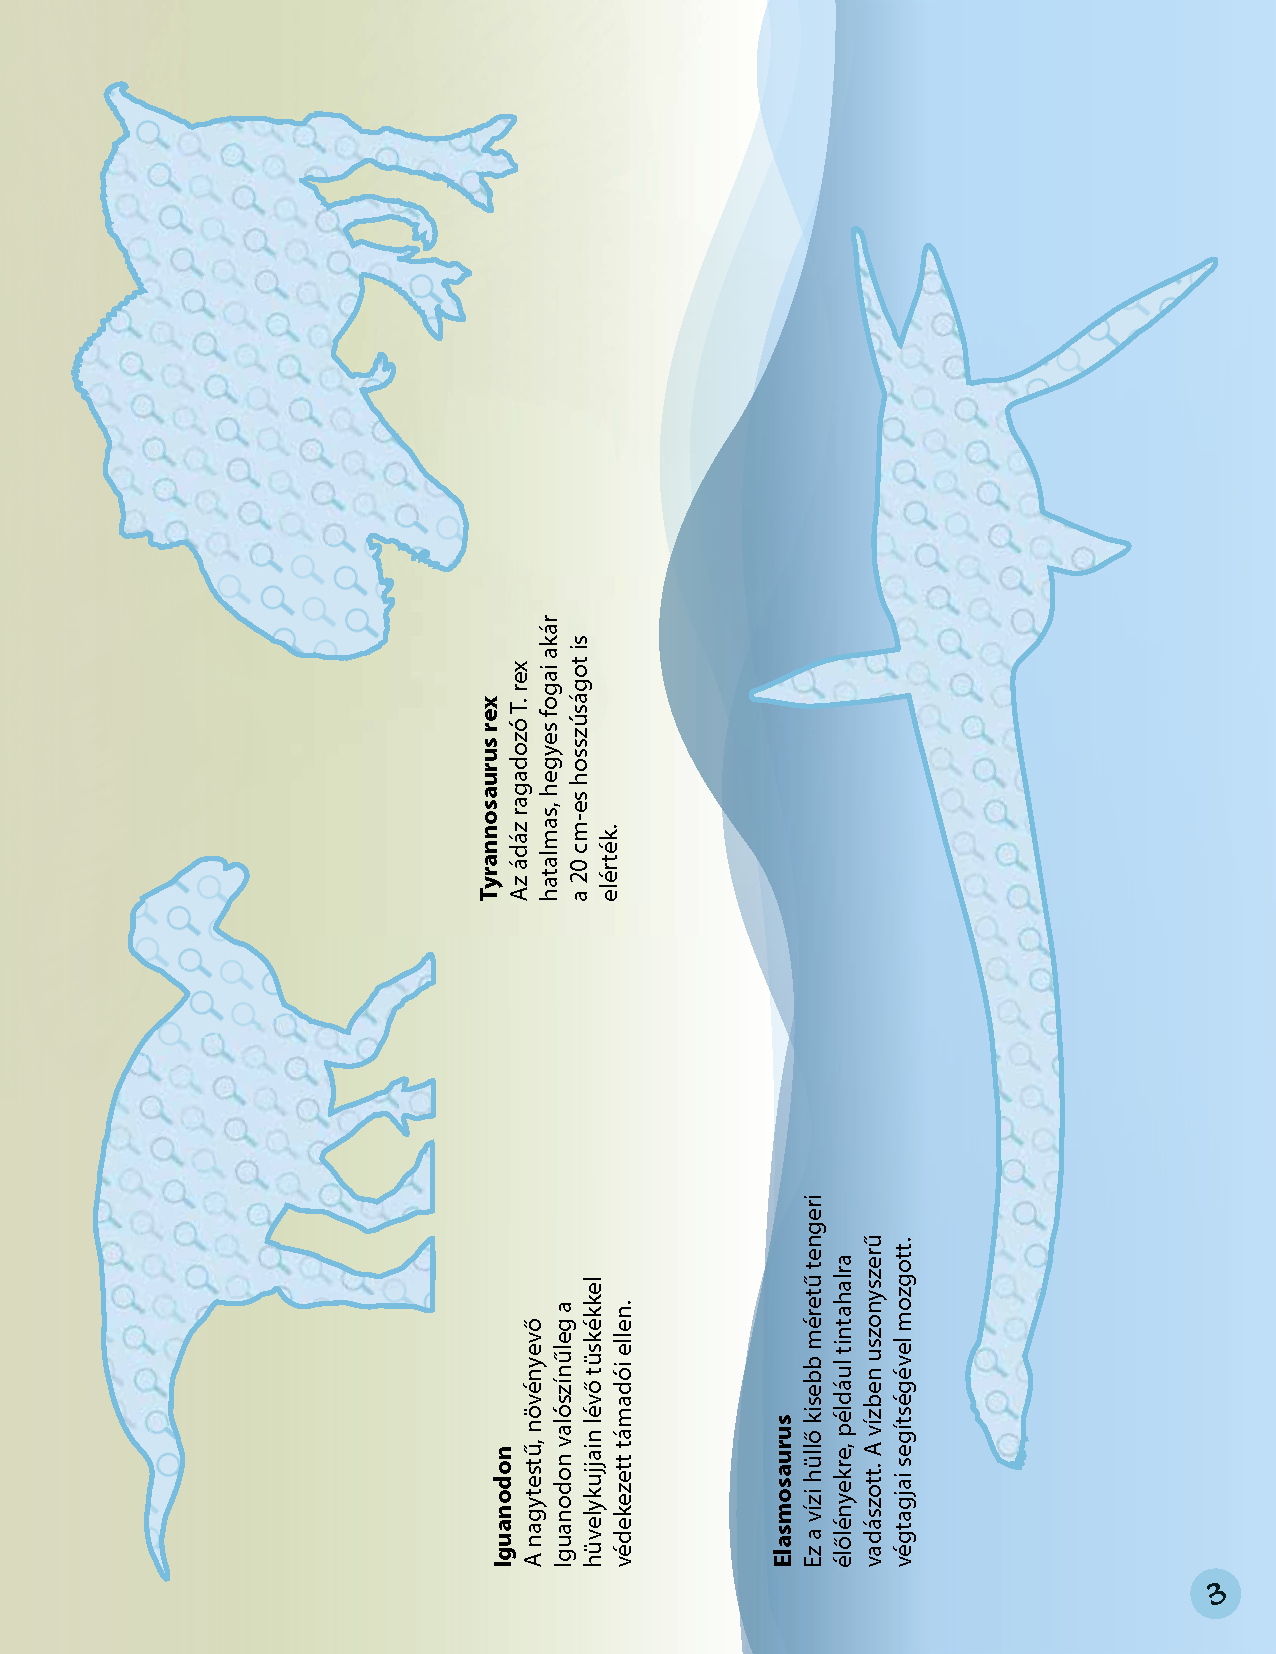 Iguanodon
A nagytestű, növényevő
Iguanodon valószínűleg a
hüvelykujjain lévő tüskékkel
védekezett támadói ellen.
Tyrannosaurus rex
Az ádáz ragadozó T. rex
hatalmas, hegyes fogai akár
a 20 cm-es hosszúságot is
elérték.
Elasmosaurus
Ez a vízi hüllő kisebb méretű tengeri
élőlényekre, például tintahalra
vadászott. A vízben uszonyszerű
végtagjai segítségével mozgott.
3